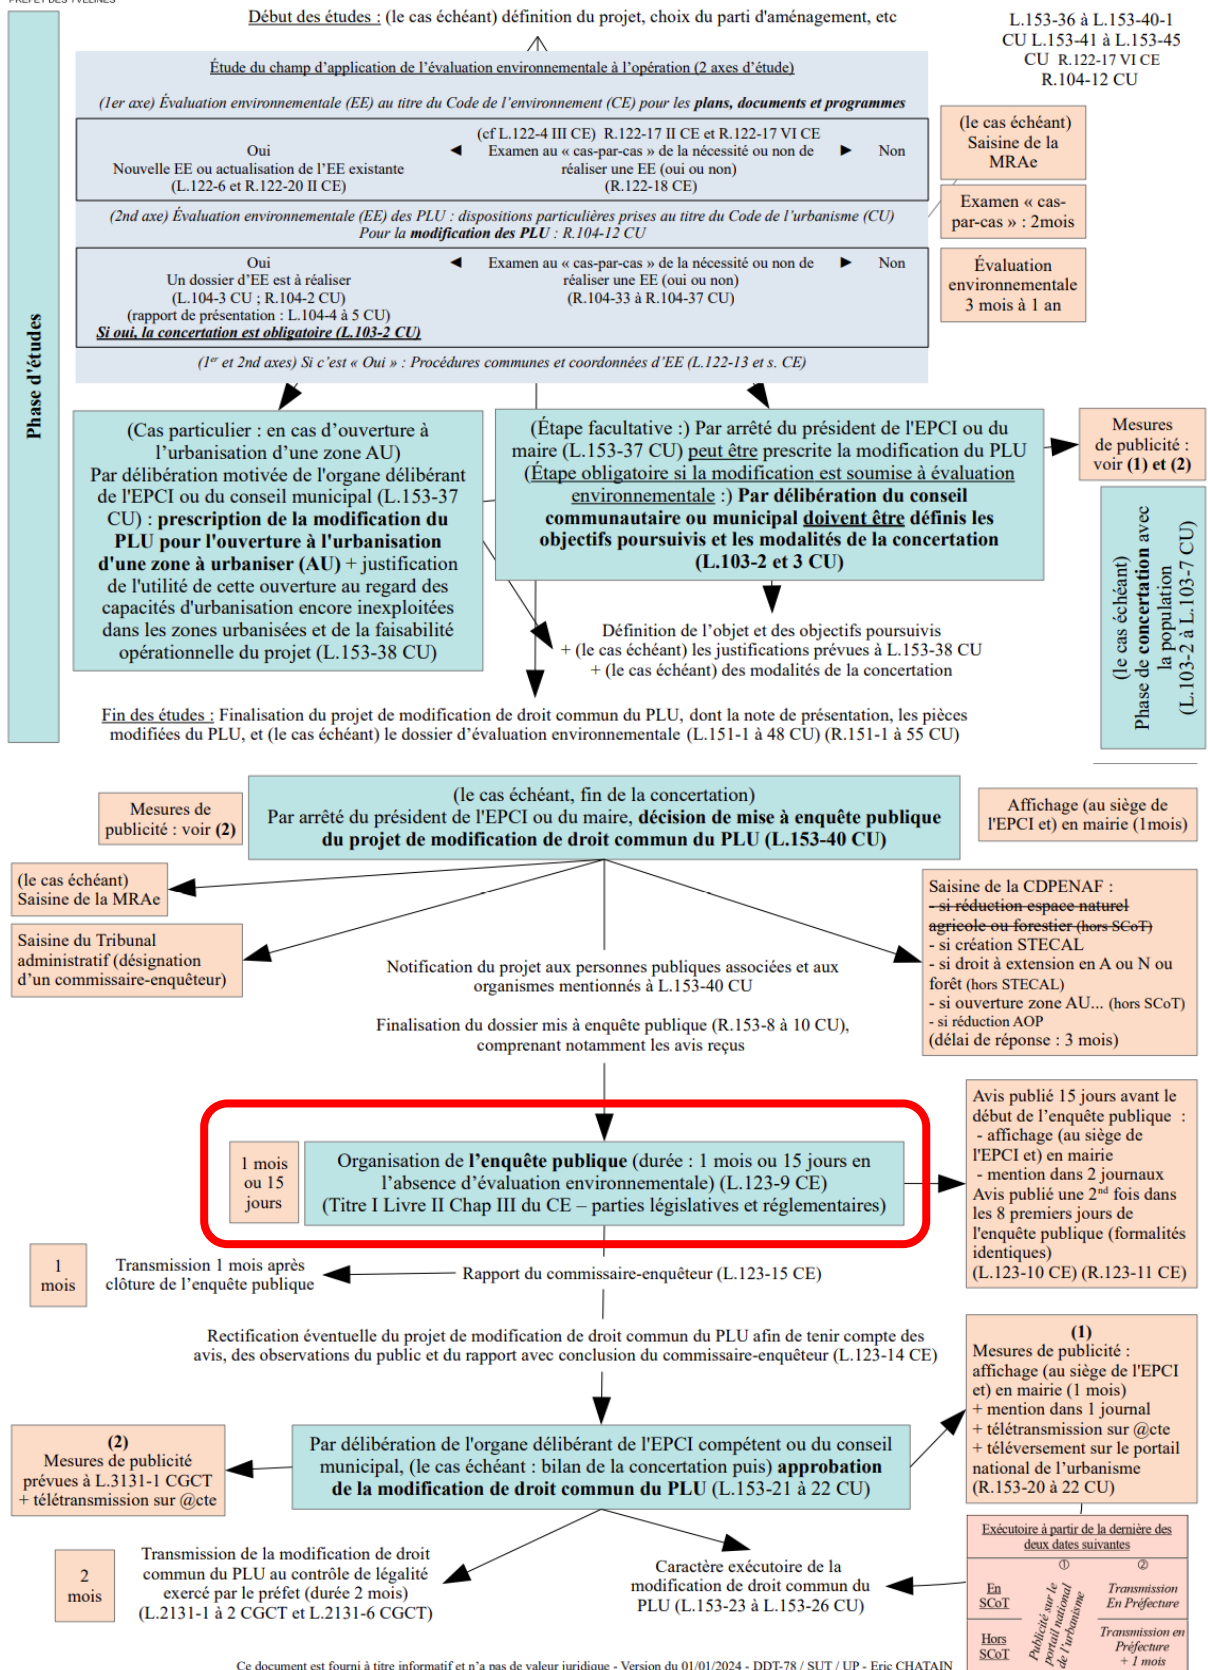 PREFET DES YVELINES
Début des études : (le cas échéant) définition du projet, choix du parti d'aménagement, etc
L.153-36 à L.153-40-1
CU L.153-41 à L.153-45
CU R.122-17 VI CE
R.104-12 CU
Phase d'études
Étude du champ d'application de l'évaluation environnementale à l'opération (2 axes d'étude)
(1er axe) Évaluation environnementale (EE) au titre du Code de l'environnement (CE) pour les plans, documents et programmes
(cf L.122-4 III CE) R.122-17 II CE et R.122-17 VI CE
Oui ◄ Examen au « cas-par-cas » de la nécessité ou non de ► Non
Nouvelle EE ou actualisation de l'EE existante réaliser une EE (oui ou non)
(L.122-6 et R.122-20 II CE) (R.122-18 CE)
(le cas échéant)
Saisine de la
MRAe
Examen « cas-
par-cas » : 2mois
(2nd axe) Évaluation environnementale (EE) des PLU : dispositions particulières prises au titre du Code de l'urbanisme (CU)
Pour la modification des PLU : R.104-12 CU
Oui ◄ Examen au « cas-par-cas » de la nécessité ou non de ► Non
Un dossier d'EE est à réaliser réaliser une EE (oui ou non)
(L.104-3 CU ; R.104-2 CU) (R.104-33 à R.104-37 CU)
(rapport de présentation : L.104-4 à 5 CU)
Si oui, la concertation est obligatoire (L.103-2 CU)
Évaluation
environnementale
3 mois à 1 an
(1er et 2nd axes) Si c'est « Oui » : Procédures communes et coordonnées d'EE (L.122-13 et s. CE)
(Cas particulier : en cas d'ouverture à
l'urbanisation d'une zone AU)
Par délibération motivée de l'organe délibérant
de l'EPCI ou du conseil municipal (L.153-37
CU) : prescription de la modification du
PLU pour l'ouverture à l'urbanisation
d'une zone à urbaniser (AU) + justification
de l'utilité de cette ouverture au regard des
capacités d'urbanisation encore inexploitées
dans les zones urbanisées et de la faisabilité
opérationnelle du projet (L.153-38 CU)
(Étape facultative :) Par arrêté du président de l'EPCI ou du
maire (L.153-37 CU) peut être prescrite la modification du PLU
(Étape obligatoire si la modification est soumise à évaluation
environnementale :) Par délibération du conseil
communautaire ou municipal doivent être définis les
objectifs poursuivis et les modalités de la concertation
(L.103-2 et 3 CU)
Mesures
de publicité :
voir (1) et (2)
(le cas échéant)
Phase de concertation avec
la population
(L.103-2 à L.103-7 CU)
Définition de l'objet et des objectifs poursuivis
+ (le cas échéant) les justifications prévues à L.153-38 CU
+ (le cas échéant) des modalités de la concertation
Fin des études : Finalisation du projet de modification de droit commun du PLU, dont la note de présentation, les pièces
modifiées du PLU, et (le cas échéant) le dossier d'évaluation environnementale (L.151-1 à 48 CU) (R.151-1 à 55 CU)
Mesures de
publicité : voir (2)
(le cas échéant, fin de la concertation)
Par arrêté du président de l'EPCI ou du maire, décision de mise à enquête publique
du projet de modification de droit commun du PLU (L.153-40 CU)
Affichage (au siège de
l'EPCI et) en mairie (1mois)
(le cas échéant)
Saisine de la MRAe
Saisine du Tribunal
administratif (désignation
d'un commissaire-enquêteur)
Notification du projet aux personnes publiques associées et aux
organismes mentionnés à L.153-40 CU
Finalisation du dossier mis à enquête publique (R.153-8 à 10 CU),
comprenant notamment les avis reçus
Saisine de la CDPENAF :
- si réduction espace naturel
agricole ou forestier (hors SCoT)
- si création STECAL
- si droit à extension en A ou N ou
forêt (hors STECAL)
- si ouverture zone AU... (hors SCoT)
- si réduction AOP
(délai de réponse : 3 mois)
1 mois
ou 15
jours
Organisation de l'enquête publique (durée : 1 mois ou 15 jours en
l'absence d'évaluation environnementale) (L.123-9 CE)
(Titre I Livre II Chap III du CE – parties législatives et réglementaires)
Avis publié 15 jours avant le
début de l'enquête publique :
- affichage (au siège de
l'EPCI et) en mairie
- mention dans 2 journaux
Avis publié une 2nd fois dans
les 8 premiers jours de
l'enquête publique (formalités
identiques)
(L.123-10 CE) (R.123-11 CE)
1
mois
Transmission 1 mois après
clôture de l'enquête publique
Rapport du commissaire-enquêteur (L.123-15 CE)
Rectification éventuelle du projet de modification de droit commun du PLU afin de tenir compte des
avis, des observations du public et du rapport avec conclusion du commissaire-enquêteur (L.123-14 CE)
(1)
Mesures de publicité :
affichage (au siège de l'EPCI
et) en mairie (1 mois)
+ mention dans 1 journal
+ télétransmission sur @cte
+ téléversement sur le portail
national de l'urbanisme
(R.153-20 à 22 CU)
(2)
Mesures de publicité
prévues à L.3131-1 CGCT
+ télétransmission sur @cte
Par délibération de l'organe délibérant de l'EPCI compétent ou du conseil
municipal, (le cas échéant : bilan de la concertation puis) approbation
de la modification de droit commun du PLU (L.153-21 à 22 CU)
2
mois
Transmission de la modification de droit
commun du PLU au contrôle de légalité
exercé par le préfet (durée 2 mois)
(L.2131-1 à 2 CGCT et L.2131-6 CGCT)
Caractère exécutoire de la
modification de droit commun du
PLU (L.153-23 à L.153-26 CU)
Exécutoire à partir de la dernière des
deux dates suivantes
① ②
En
SCoT
Publicité sur le
portail national
de l'urbanisme
Transmission
En Préfecture
Hors
SCoT
Transmission en
Préfecture
+ 1 mois
Ce document est fourni à titre informatif et n'a pas de valeur juridique - Version du 01/01/2024 - DDT-78 / SUT / UP - Eric CHATAIN